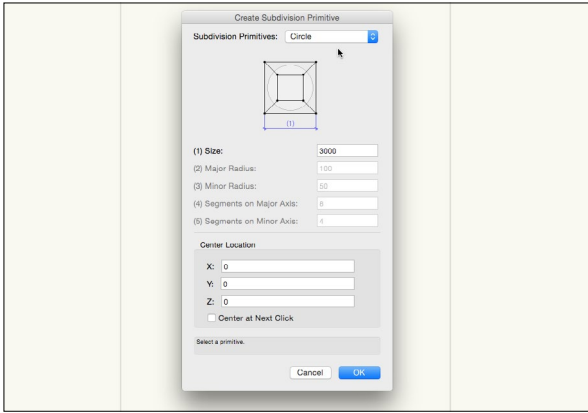 Create Subdivision Primitive
Subdivision Primitives: Circle
(1)
(1) Size: 3000
(2) Major Radius: 100
(3) Minor Radius: 50
(4) Segments on Major Axis: 8
(5) Segments on Minor Axis: 4
Center Location
X: 0
Y: 0
Z: 0
Center at Next Click
Select a primitive.
Cancel OK